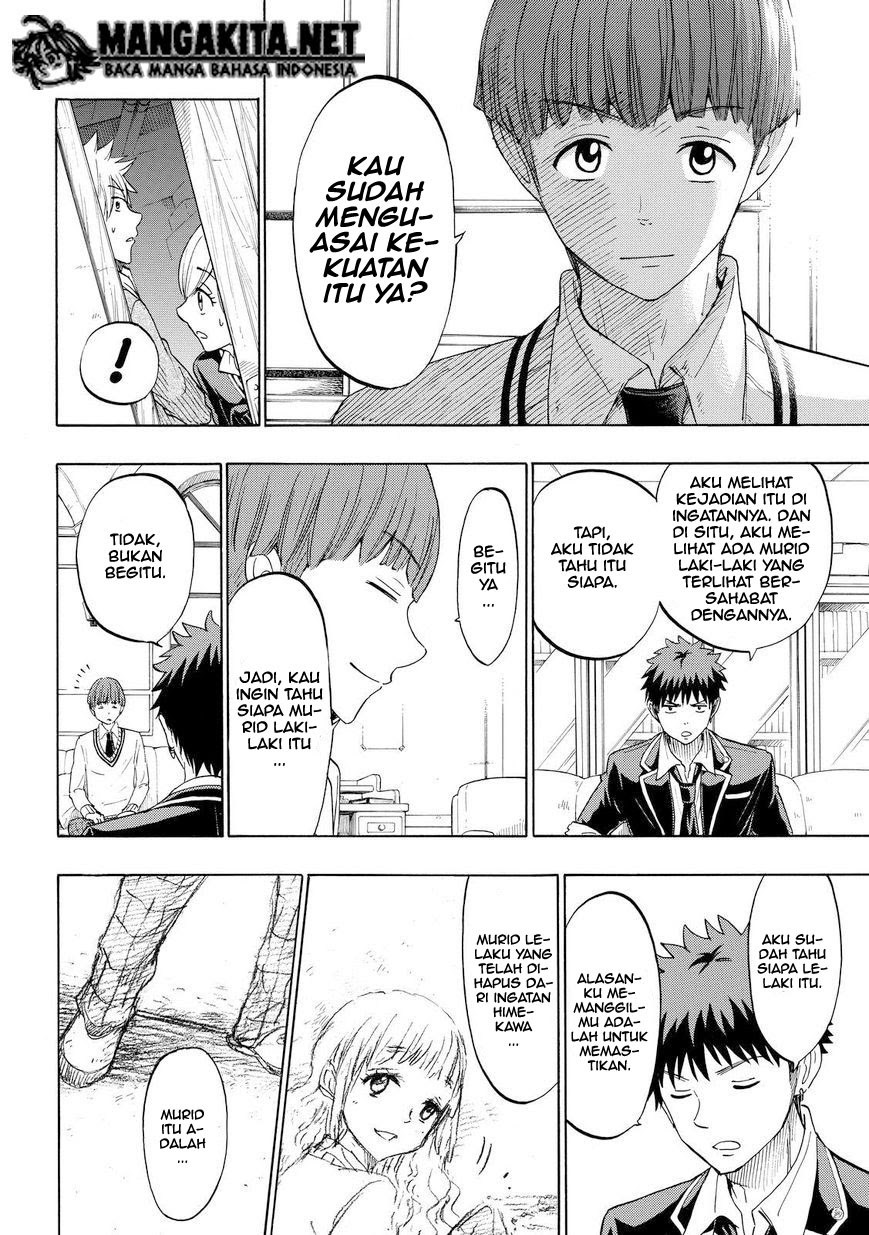 MANGAKITA.NET
BACA MANGA BAHASA INDONESIA
KAU
SUDAH
MENGU-
ASAI KE-
KUATAN
ITU YA?
!
AKU MELIHAT
KEJADIAN ITU DI
INGATANNYA. DAN
DI SITU, AKU ME-
LIHAT ADA MURID
LAKI-LAKI YANG
TERLIHAT BER-
SAHABAT
DENGANNYA.
TAPI,
AKU TIDAK
TAHU ITU
SIAPA.
BE-
GITU
YA
...
JADI, KAU
INGIN TAHU
SIAPA MU-
RID LAKI-
LAKI ITU
...
TIDAK,
BUKAN
BEGITU.
AKU SU-
DAH TAHU
SIAPA LE-
LAKI ITU.
ALASAN-
KU ME-
MANGGIL-
MU ADA-
LAH UNTUK
MEMAS-
TIKAN.
MURID LE-
LAKU YANG
TELAH DI-
HAPUS DA-
RI INGATAN
HIME-
KAWA
...
MURID
ITU A-
DALAH
...